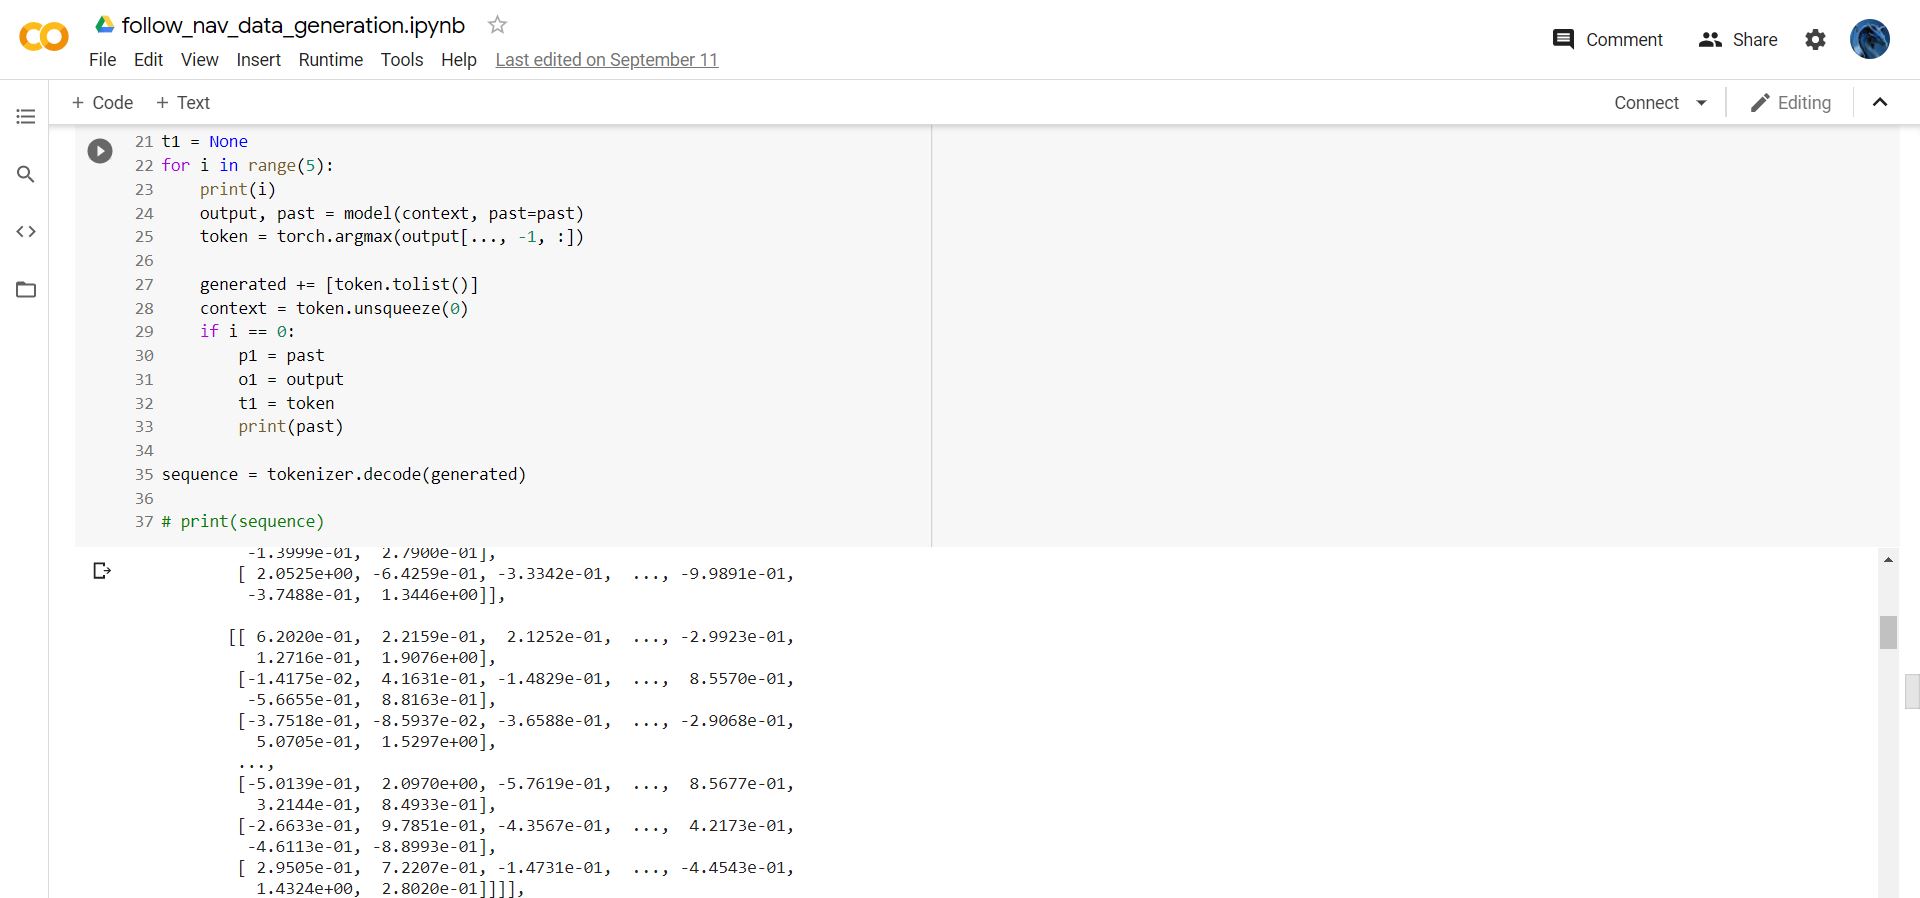 follow_nav_data_generation.ipynb
File Edit View Insert Runtime Tools Help Last edited on September 11
Comment Share
+ Code + Text
Connect Editing
21 t1 = None
22 for i in range(5):
23     print(i)
24     output, past = model(context, past=past)
25     token = torch.argmax(output[..., -1, :])
26
27     generated += [token.tolist()]
28     context = token.unsqueeze(0)
29     if i == 0:
30         p1 = past
31         o1 = output
32         t1 = token
33         print(past)
34
35 sequence = tokenizer.decode(generated)
36
37 # print(sequence)
-1.3999e-01, 2.7900e-01],
[ 2.0525e+00, -6.4259e-01, -3.3342e-01, ..., -9.9891e-01,
-3.7488e-01, 1.3446e+00]],
[[ 6.2020e-01, 2.2159e-01, 2.1252e-01, ..., -2.9923e-01,
1.2716e-01, 1.9076e+00],
[-1.4175e-02, 4.1631e-01, -1.4829e-01, ..., 8.5570e-01,
-5.6655e-01, 8.8163e-01],
[-3.7518e-01, -8.5937e-02, -3.6588e-01, ..., -2.9068e-01,
5.0705e-01, 1.5297e+00],
...,
[-5.0139e-01, 2.0970e+00, -5.7619e-01, ..., 8.5677e-01,
3.2144e-01, 8.4933e-01],
[-2.6633e-01, 9.7851e-01, -4.3567e-01, ..., 4.2173e-01,
-4.6113e-01, -8.8993e-01],
[ 2.9505e-01, 7.2207e-01, -1.4731e-01, ..., -4.4543e-01,
1.4324e+00, 2.8020e-01]]]],